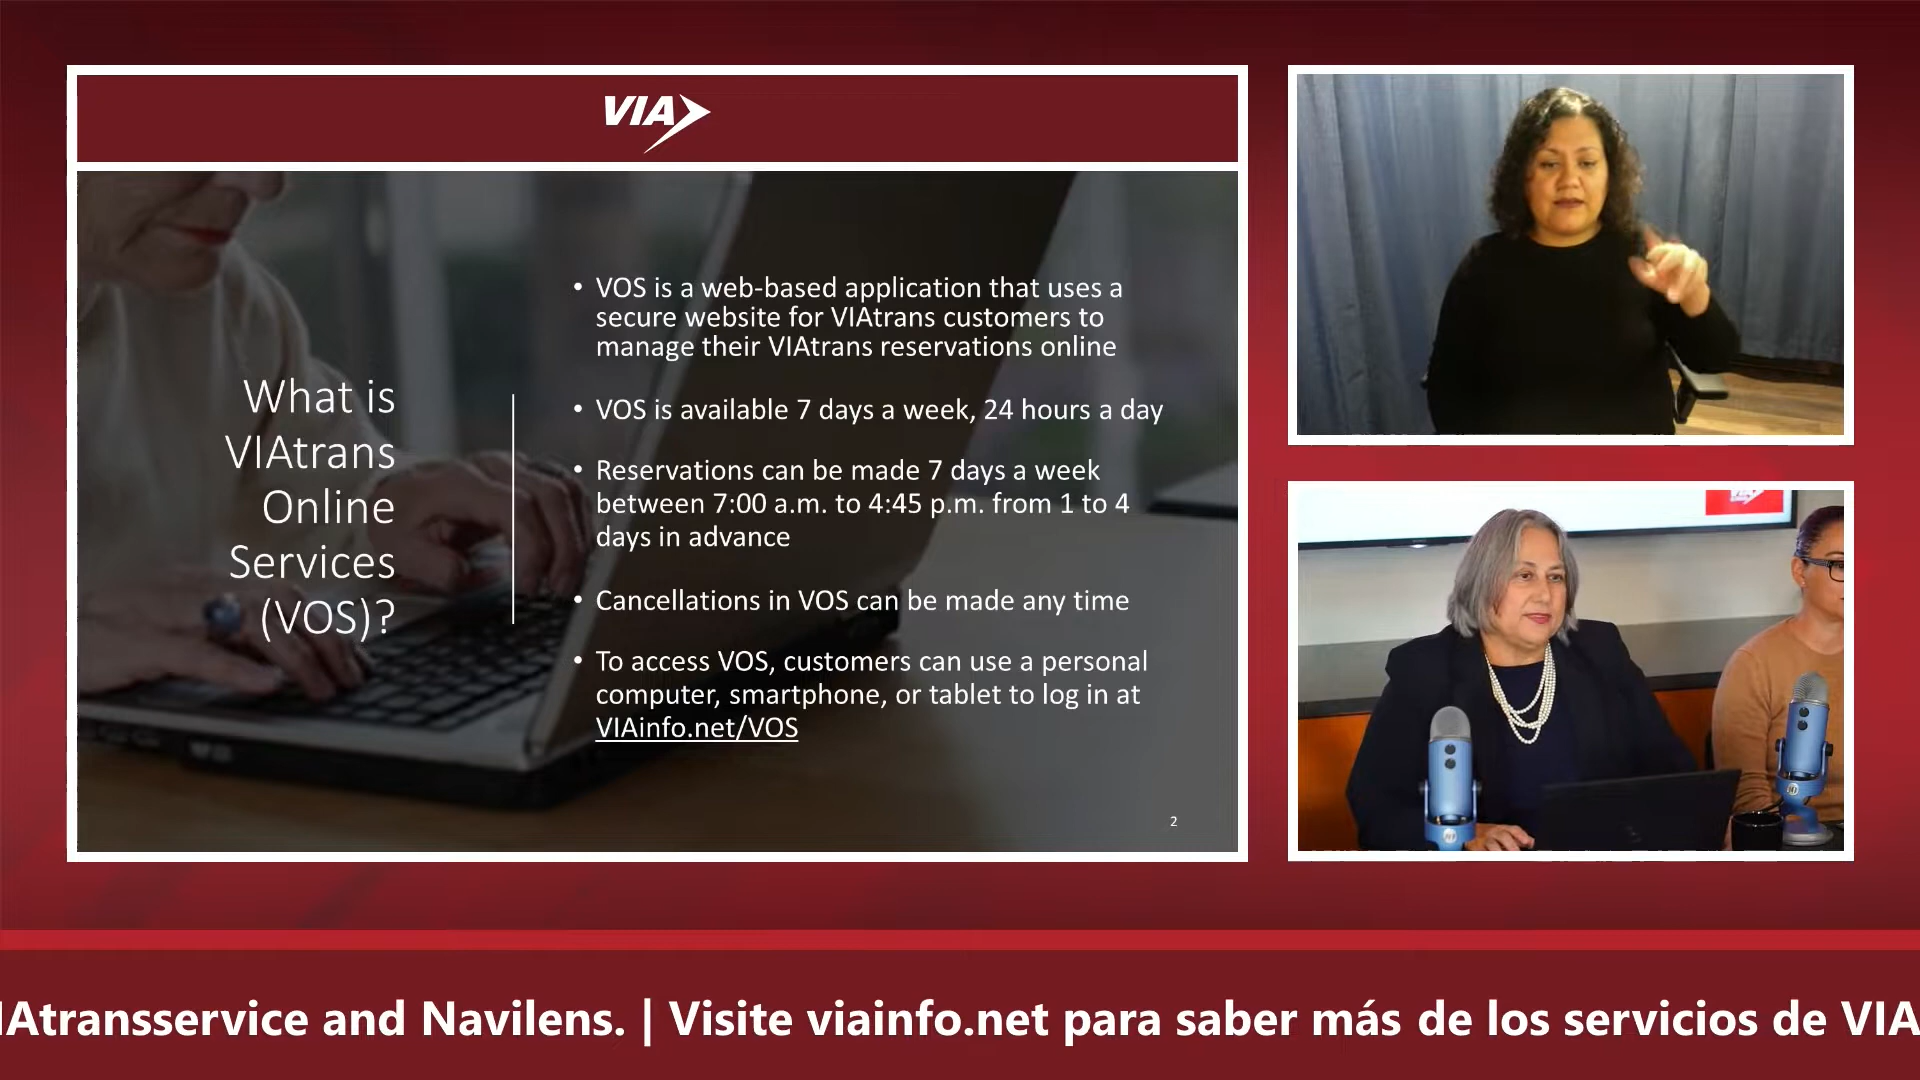 VIA
What is
VIAtrans
Online
Services
(VOS)?
• VOS is a web-based application that uses a
secure website for VIAtrans customers to
manage their VIAtrans reservations online
• VOS is available 7 days a week, 24 hours a day
• Reservations can be made 7 days a week
between 7:00 a.m. to 4:45 p.m. from 1 to 4
days in advance
• Cancellations in VOS can be made any time
• To access VOS, customers can use a personal
computer, smartphone, or tablet to log in at
VIAinfo.net/VOS
2
IAtransservice and Navilens. | Visite viainfo.net para saber más de los servicios de VIA